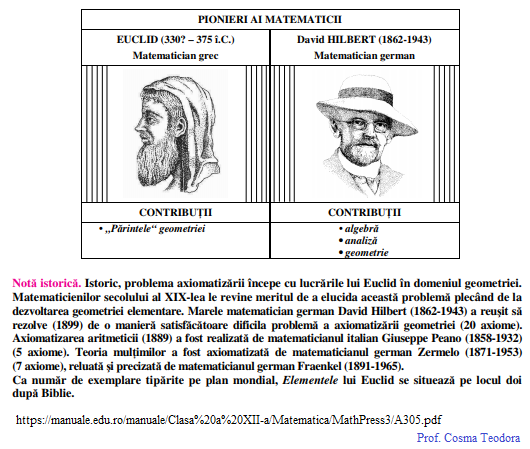 PIONIERI AI MATEMATICII
EUCLID (330? – 375 î.C.)
Matematician grec
David HILBERT (1862-1943)
Matematician german
CONTRIBUŢII
• „Părintele“ geometriei
CONTRIBUŢII
• algebră
• analiză
• geometrie
Notă istorică. Istoric, problema axiomatizării începe cu lucrările lui Euclid în domeniul geometriei.
Matematicienilor secolului al XIX-lea le revine meritul de a elucida această problemă plecând de la
dezvoltarea geometriei elementare. Marele matematician german David Hilbert (1862-1943) a reuşit să
rezolve (1899) de o manieră satisfăcătoare dificila problemă a axiomatizării geometriei (20 axiome).
Axiomatizarea aritmeticii (1889) a fost realizată de matematicianul italian Giuseppe Peano (1858-1932)
(5 axiome). Teoria mulţimilor a fost axiomatizată de matematicianul german Zermelo (1871-1953)
(7 axiome), reluată şi precizată de matematicianul german Fraenkel (1891-1965).
Ca număr de exemplare tipărite pe plan mondial, Elementele lui Euclid se situează pe locul doi
după Biblie.
https://manuale.edu.ro/manuale/Clasa%20a%20XII-a/Matematica/MathPress3/A305.pdf
Prof. Cosma Teodora